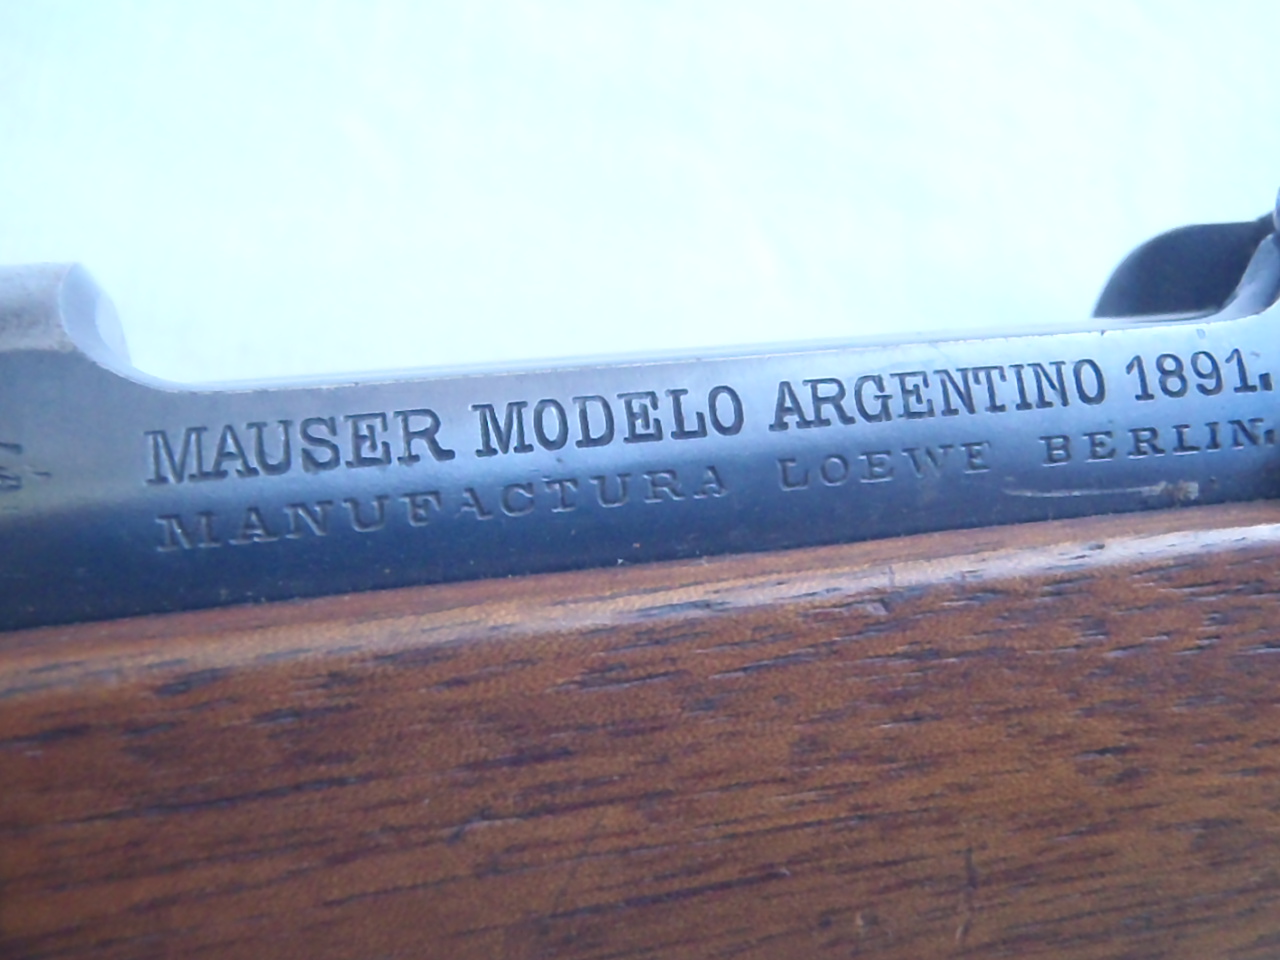 MAUSER MODELO ARGENTINO 1891.
MANUFACTURA LOEWE BERLIN.